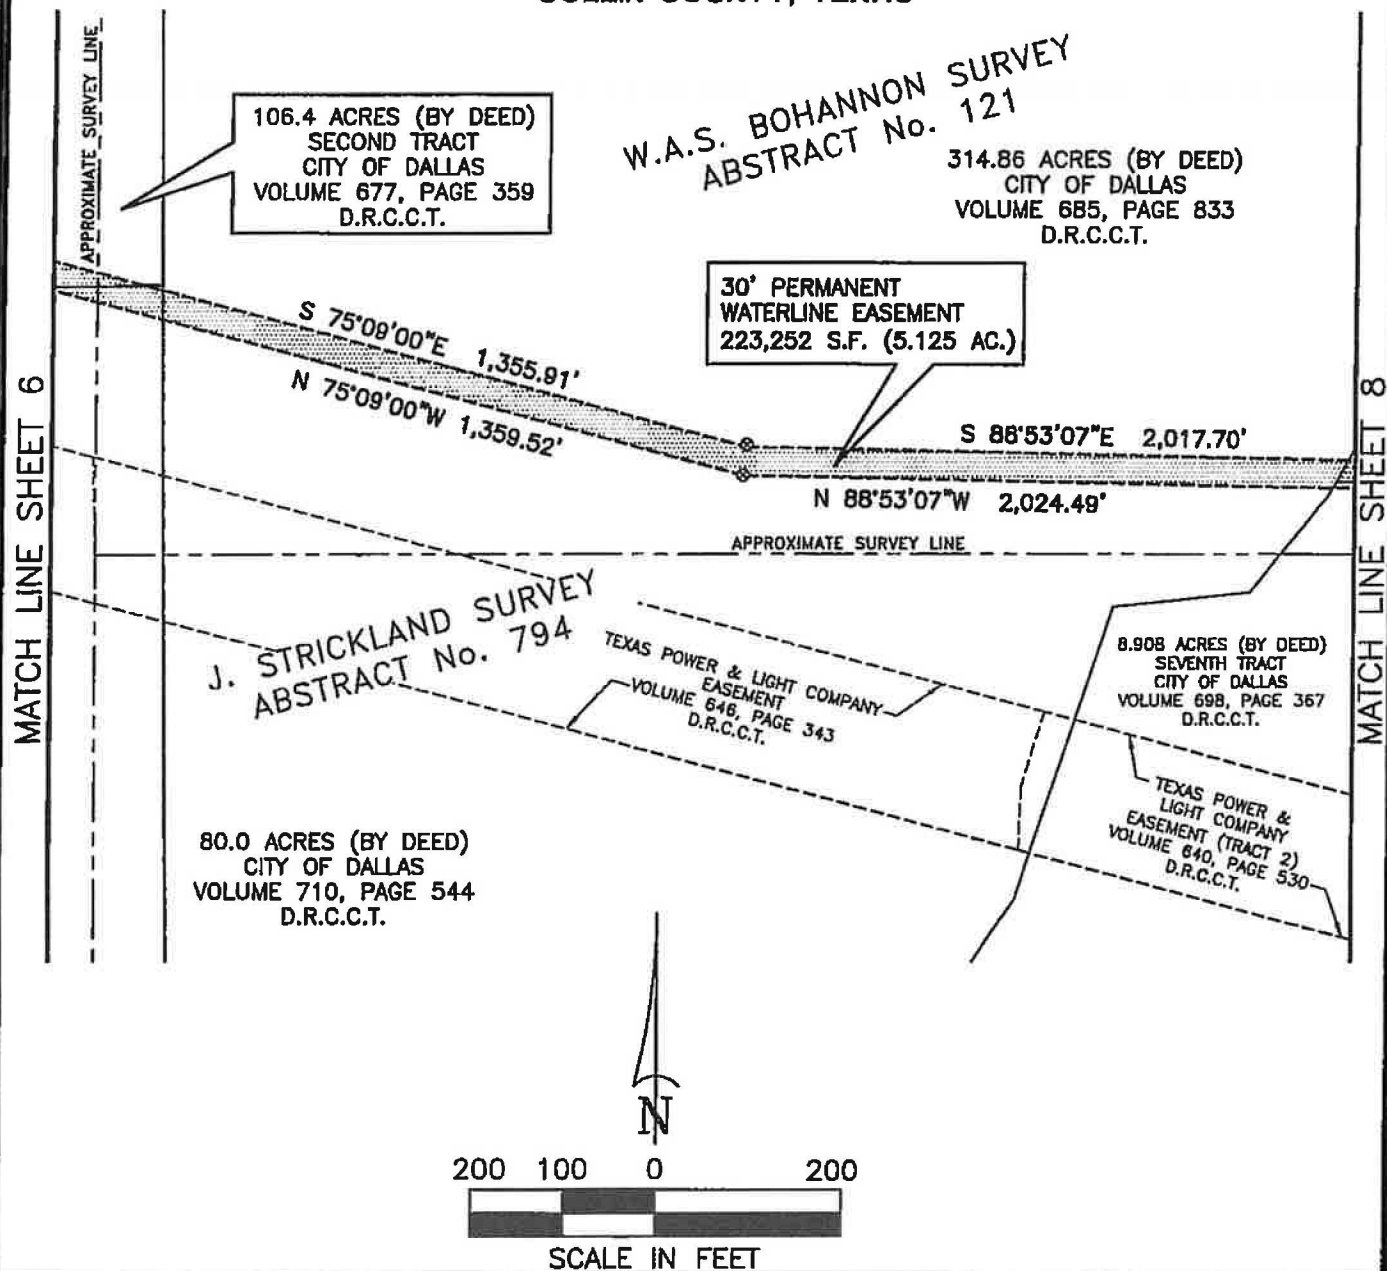 COLLIN COUNTY, TEXAS
APPROXIMATE SURVEY LINE
106.4 ACRES (BY DEED)
SECOND TRACT
CITY OF DALLAS
VOLUME 677, PAGE 359
D.R.C.C.T.
W.A.S. BOHANNON SURVEY
ABSTRACT No. 121
314.86 ACRES (BY DEED)
CITY OF DALLAS
VOLUME 685, PAGE 833
D.R.C.C.T.
30' PERMANENT
WATERLINE EASEMENT
223,252 S.F. (5.125 AC.)
S 75°09'00"E 1,355.91'
N 75°09'00"W 1,359.52'
S 88°53'07"E 2,017.70'
N 88°53'07"W 2,024.49'
MATCH LINE SHEET 6
MATCH LINE SHEET 8
APPROXIMATE SURVEY LINE
J. STRICKLAND SURVEY
ABSTRACT No. 794
TEXAS POWER & LIGHT COMPANY
EASEMENT
VOLUME 646, PAGE 343
D.R.C.C.T.
8.908 ACRES (BY DEED)
SEVENTH TRACT
CITY OF DALLAS
VOLUME 698, PAGE 367
D.R.C.C.T.
TEXAS POWER &
LIGHT COMPANY
EASEMENT (TRACT 2)
VOLUME 640, PAGE 530
D.R.C.C.T.
80.0 ACRES (BY DEED)
CITY OF DALLAS
VOLUME 710, PAGE 544
D.R.C.C.T.
N
200 100 0 200
SCALE IN FEET